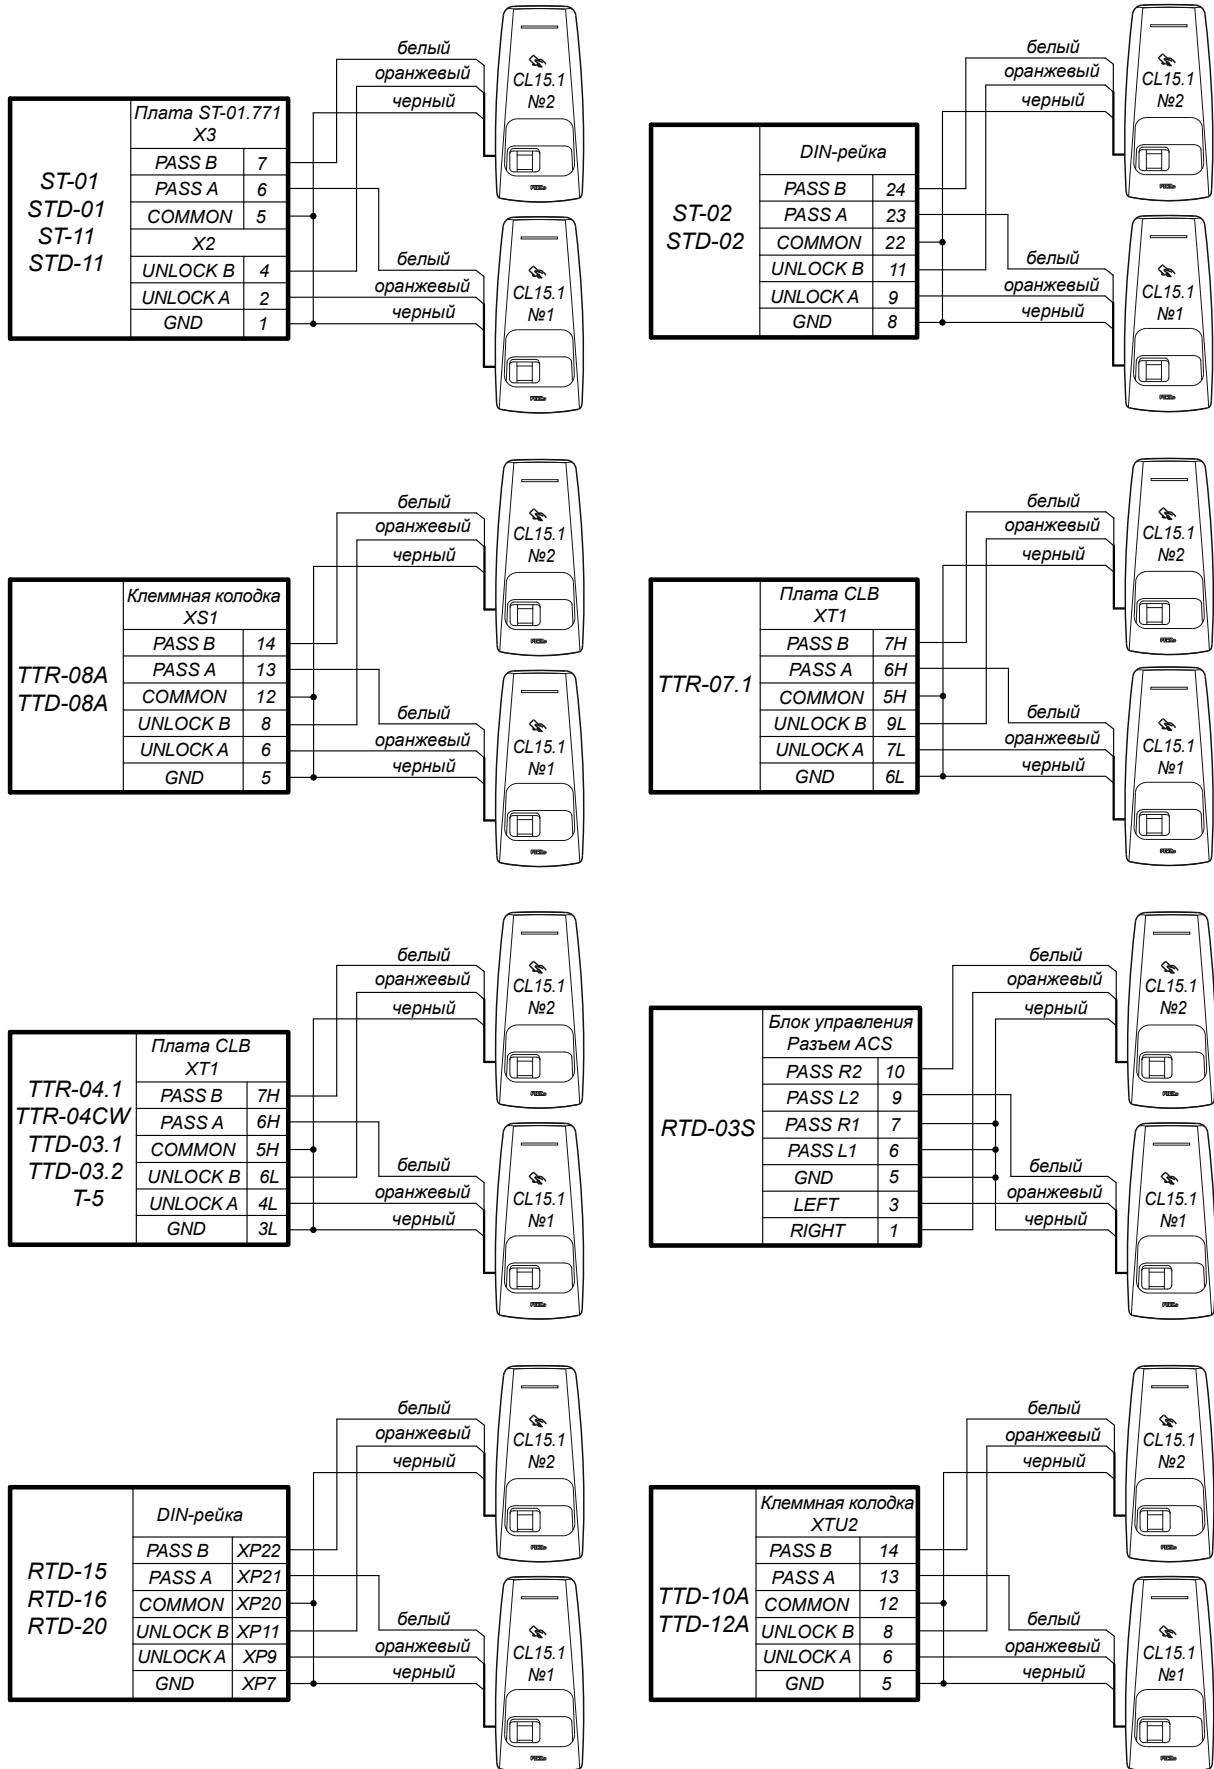 белый
оранжевый
черный
CL15.1
№2
Плата ST-01.771
X3
PASS B 7
PASS A 6
COMMON 5
X2
UNLOCK B 4
UNLOCK A 2
GND 1
ST-01
STD-01
ST-11
STD-11
белый
оранжевый
черный
CL15.1
№1
PERCo
белый
оранжевый
черный
CL15.1
№2
DIN-рейка
PASS B 24
PASS A 23
COMMON 22
UNLOCK B 11
UNLOCK A 9
GND 8
ST-02
STD-02
белый
оранжевый
черный
CL15.1
№1
белый
оранжевый
черный
CL15.1
№2
Клеммная колодка
XS1
PASS B 14
PASS A 13
COMMON 12
UNLOCK B 8
UNLOCK A 6
GND 5
TTR-08A
TTD-08A
белый
оранжевый
черный
CL15.1
№1
белый
оранжевый
черный
CL15.1
№2
Плата CLB
XT1
PASS B 7H
PASS A 6H
COMMON 5H
UNLOCK B 9L
UNLOCK A 7L
GND 6L
TTR-07.1
белый
оранжевый
черный
CL15.1
№1
белый
оранжевый
черный
CL15.1
№2
Плата CLB
XT1
PASS B 7H
PASS A 6H
COMMON 5H
UNLOCK B 6L
UNLOCK A 4L
GND 3L
TTR-04.1
TTR-04CW
TTD-03.1
TTD-03.2
T-5
белый
оранжевый
черный
CL15.1
№1
белый
оранжевый
черный
CL15.1
№2
Блок управления
Разъем ACS
PASS R2 10
PASS L2 9
PASS R1 7
PASS L1 6
GND 5
LEFT 3
RIGHT 1
RTD-03S
белый
оранжевый
черный
CL15.1
№1
белый
оранжевый
черный
CL15.1
№2
DIN-рейка
PASS B XP22
PASS A XP21
COMMON XP20
UNLOCK B XP11
UNLOCK A XP9
GND XP7
RTD-15
RTD-16
RTD-20
белый
оранжевый
черный
CL15.1
№1
белый
оранжевый
черный
CL15.1
№2
Клеммная колодка
XTU2
PASS B 14
PASS A 13
COMMON 12
UNLOCK B 8
UNLOCK A 6
GND 5
TTD-10A
TTD-12A
белый
оранжевый
черный
CL15.1
№1